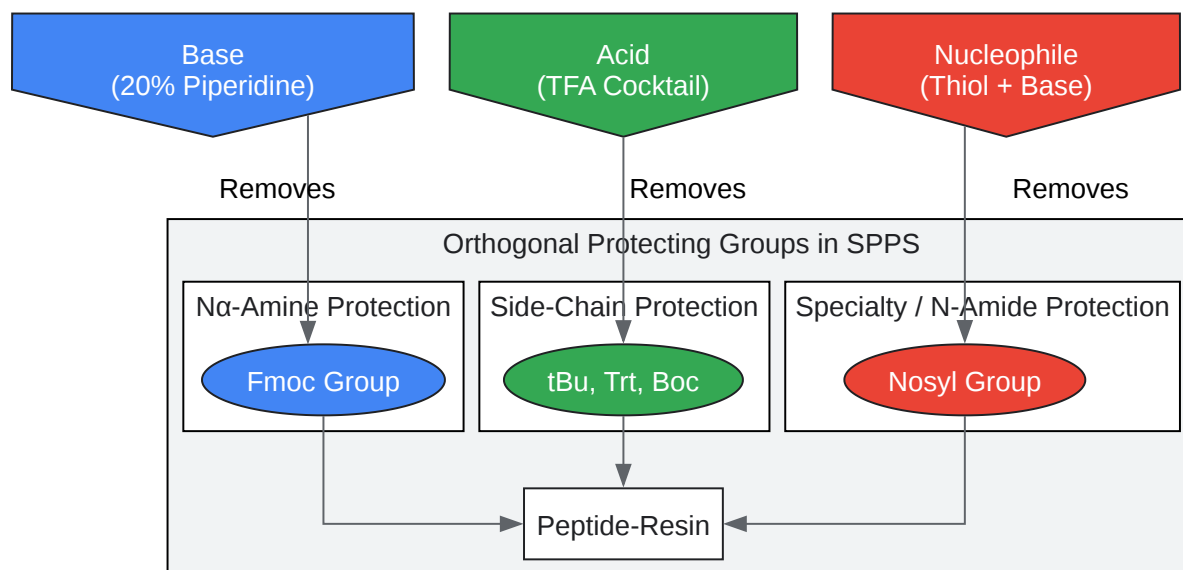 Base
(20% Piperidine)
Acid
(TFA Cocktail)
Nucleophile
(Thiol + Base)
Removes
Removes
Removes
Orthogonal Protecting Groups in SPPS
Nα-Amine Protection
Side-Chain Protection
Specialty / N-Amide Protection
Fmoc Group
tBu, Trt, Boc
Nosyl Group
Peptide-Resin